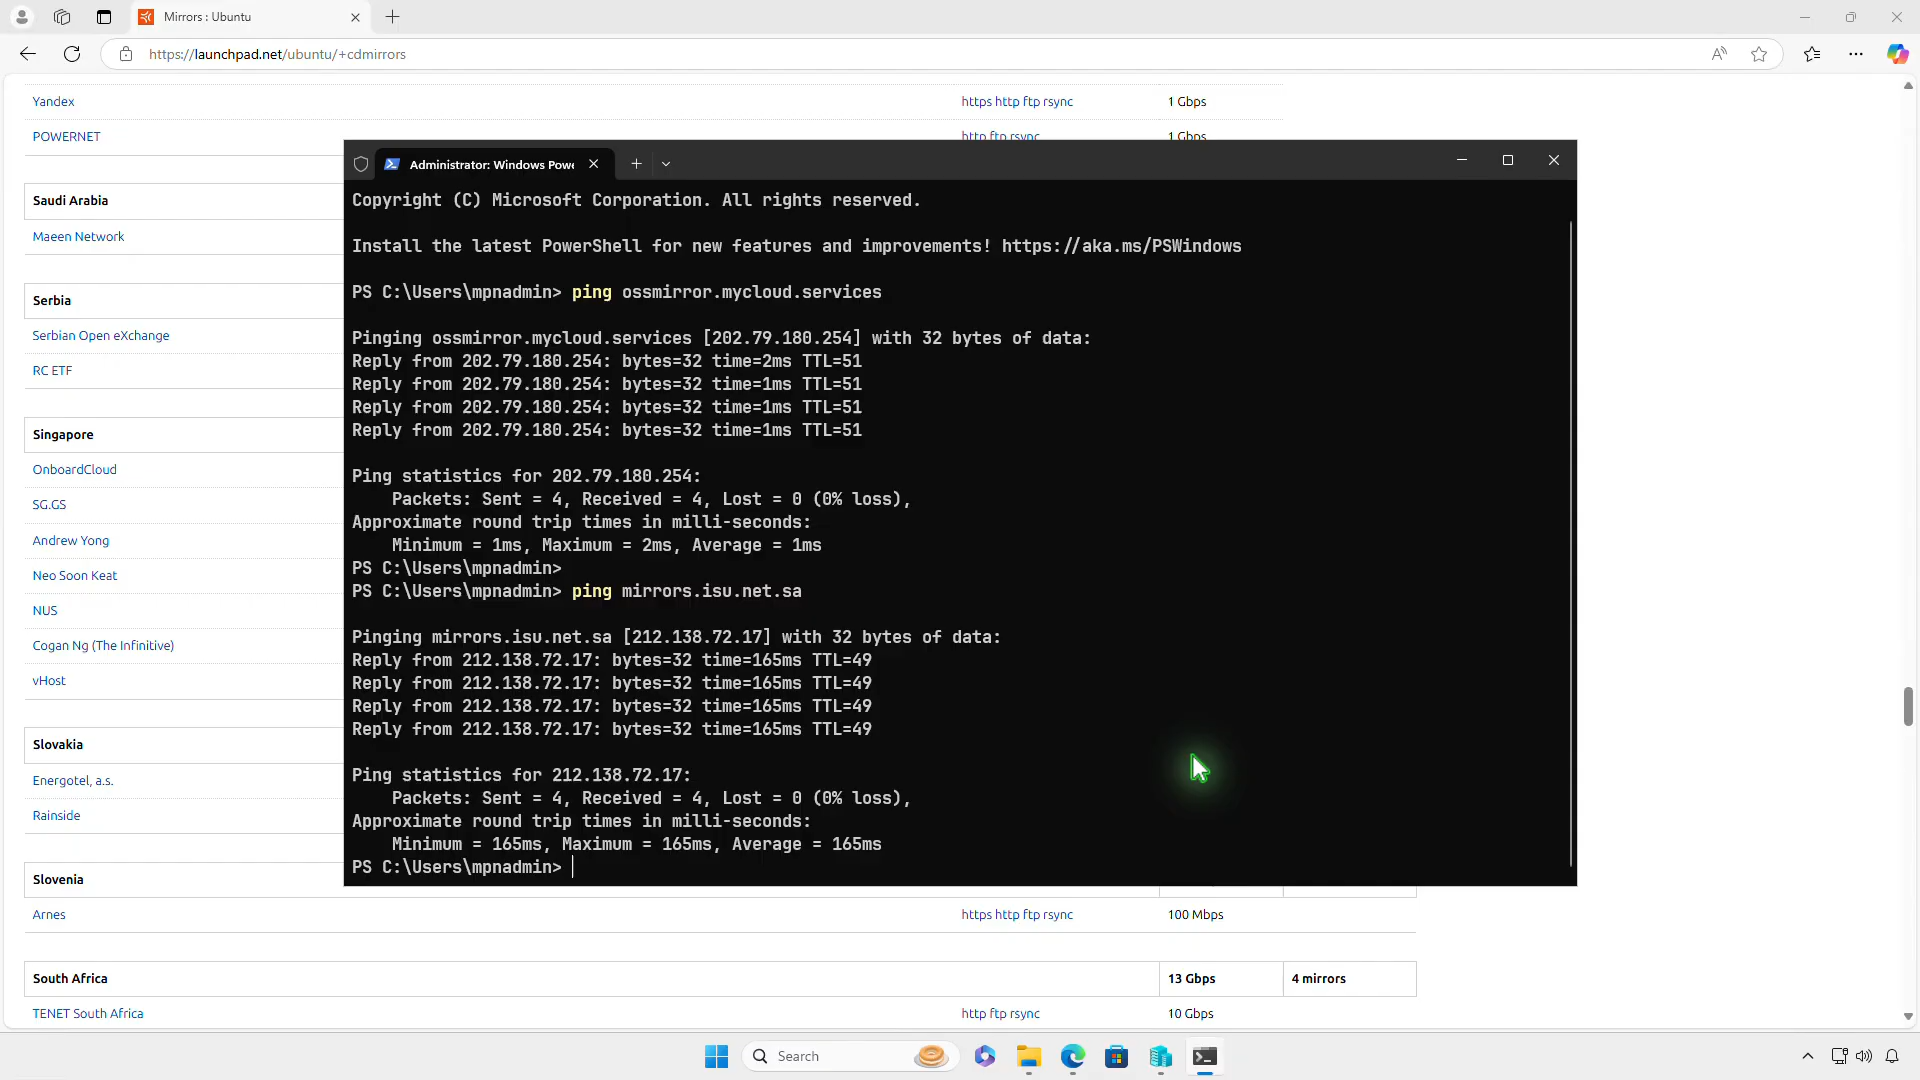 Mirrors : Ubuntu
https://launchpad.net/ubuntu/+cdmirrors
Yandex https http ftp rsync 1 Gbps
POWERNET http ftp rsync 1 Gbps
Saudi Arabia
Maeen Network
Serbia
Serbian Open eXchange
RC ETF
Singapore
OnboardCloud
SG.GS
Andrew Yong
Neo Soon Keat
NUS
Cogan Ng (The Infinitive)
vHost
Slovakia
Energotel, a.s.
Rainside
Slovenia
Arnes https http ftp rsync 100 Mbps
South Africa 13 Gbps 4 mirrors
TENET South Africa http ftp rsync 10 Gbps
Administrator: Windows Powe
Copyright (C) Microsoft Corporation. All rights reserved.
Install the latest PowerShell for new features and improvements! https://aka.ms/PSWindows
PS C:\Users\mpnadmin> ping ossmirror.mycloud.services
Pinging ossmirror.mycloud.services [202.79.180.254] with 32 bytes of data:
Reply from 202.79.180.254: bytes=32 time=2ms TTL=51
Reply from 202.79.180.254: bytes=32 time=1ms TTL=51
Reply from 202.79.180.254: bytes=32 time=1ms TTL=51
Reply from 202.79.180.254: bytes=32 time=1ms TTL=51
Ping statistics for 202.79.180.254:
Packets: Sent = 4, Received = 4, Lost = 0 (0% loss),
Approximate round trip times in milli-seconds:
Minimum = 1ms, Maximum = 2ms, Average = 1ms
PS C:\Users\mpnadmin>
PS C:\Users\mpnadmin> ping mirrors.isu.net.sa
Pinging mirrors.isu.net.sa [212.138.72.17] with 32 bytes of data:
Reply from 212.138.72.17: bytes=32 time=165ms TTL=49
Reply from 212.138.72.17: bytes=32 time=165ms TTL=49
Reply from 212.138.72.17: bytes=32 time=165ms TTL=49
Reply from 212.138.72.17: bytes=32 time=165ms TTL=49
Ping statistics for 212.138.72.17:
Packets: Sent = 4, Received = 4, Lost = 0 (0% loss),
Approximate round trip times in milli-seconds:
Minimum = 165ms, Maximum = 165ms, Average = 165ms
PS C:\Users\mpnadmin>
Search